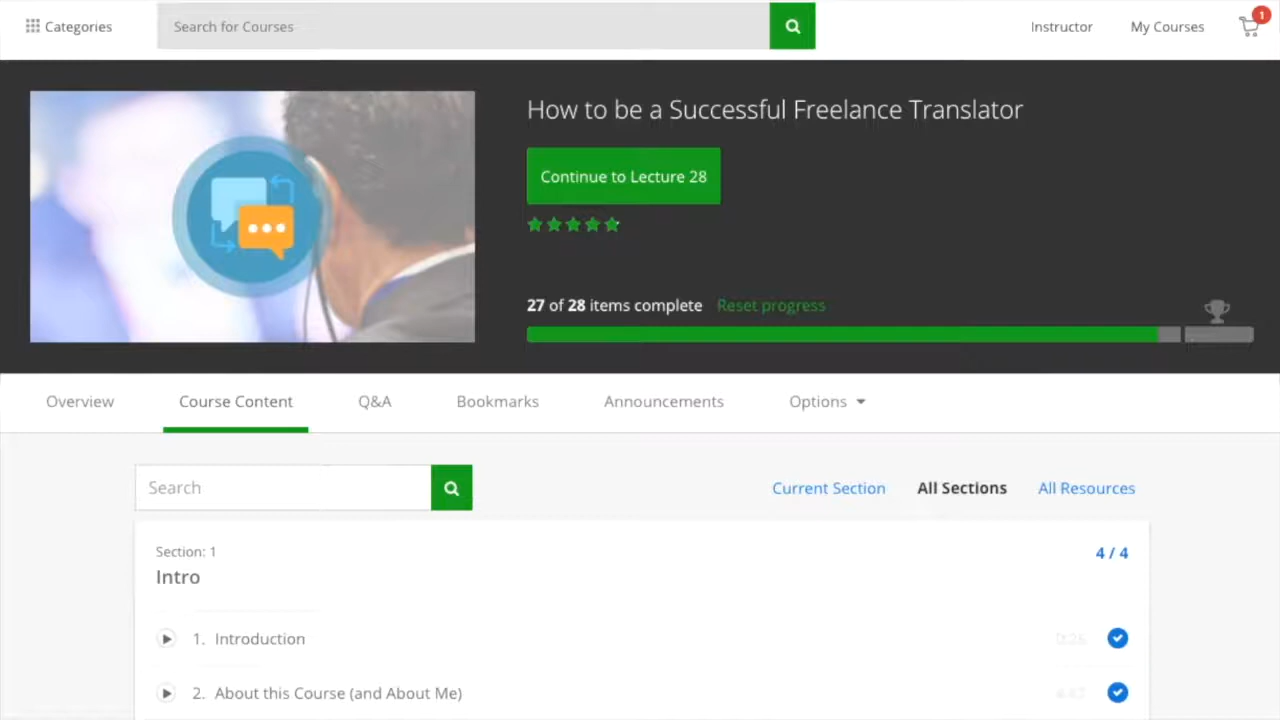 Categories
Search for Courses
Instructor
My Courses
1
How to be a Successful Freelance Translator
Continue to Lecture 28
27 of 28 items complete Reset progress
Overview
Course Content
Q&A
Bookmarks
Announcements
Options
Search
Current Section
All Sections
All Resources
Section: 1
4 / 4
Intro
1. Introduction
2. About this Course (and About Me)